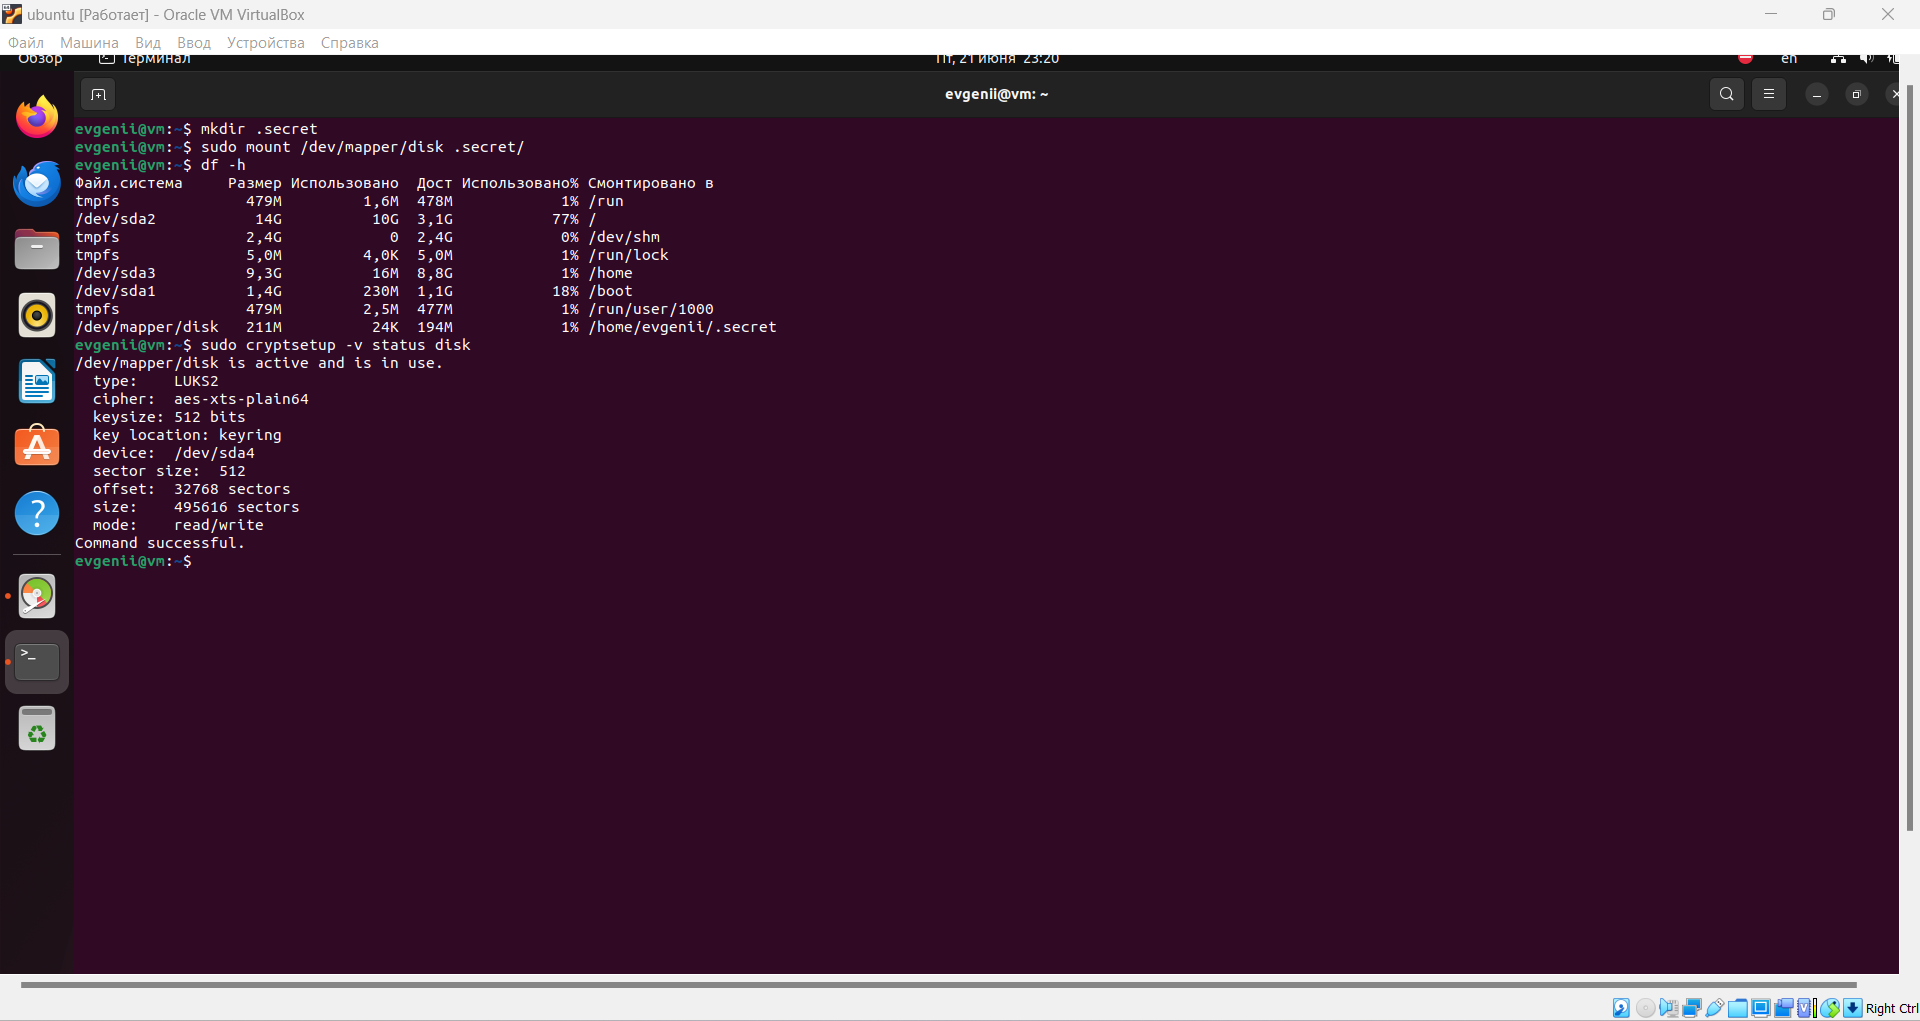 ubuntu [Работает] - Oracle VM VirtualBox
Файл Машина Вид Ввод Устройства Справка
Обзор Терминал Пт, 21 июня 23:20 en
evgenii@vm: ~
evgenii@vm:~$ mkdir .secret
evgenii@vm:~$ sudo mount /dev/mapper/disk .secret/
evgenii@vm:~$ df -h
Файл.система Размер Использовано Дост Использовано% Смонтировано в
tmpfs 479M 1,6M 478M 1% /run
/dev/sda2 14G 10G 3,1G 77% /
tmpfs 2,4G 0 2,4G 0% /dev/shm
tmpfs 5,0M 4,0K 5,0M 1% /run/lock
/dev/sda3 9,3G 16M 8,8G 1% /home
/dev/sda1 1,4G 230M 1,1G 18% /boot
tmpfs 479M 2,5M 477M 1% /run/user/1000
/dev/mapper/disk 211M 24K 194M 1% /home/evgenii/.secret
evgenii@vm:~$ sudo cryptsetup -v status disk
/dev/mapper/disk is active and is in use.
type: LUKS2
cipher: aes-xts-plain64
keysize: 512 bits
key location: keyring
device: /dev/sda4
sector size: 512
offset: 32768 sectors
size: 495616 sectors
mode: read/write
Command successful.
evgenii@vm:~$
Right Ctrl